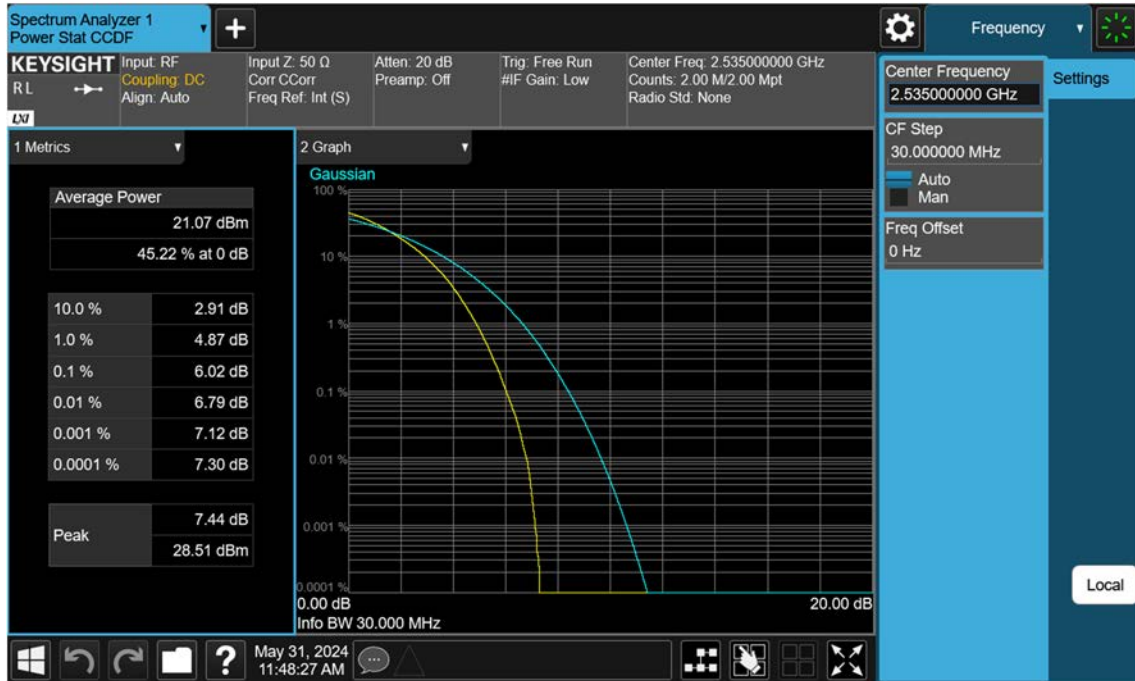 Spectrum Analyzer 1
Power Stat CCDF
Frequency
KEYSIGHT
R L
LXI
Input: RF
Coupling: DC
Align: Auto
Input Z: 50 Ω
Corr CCorr
Freq Ref: Int (S)
Atten: 20 dB
Preamp: Off
Trig: Free Run
#IF Gain: Low
Center Freq: 2.535000000 GHz
Counts: 2.00 M/2.00 Mpt
Radio Std: None
Center Frequency
2.535000000 GHz
Settings
CF Step
30.000000 MHz
Auto
Man
Freq Offset
0 Hz
Local
1 Metrics
Average Power
21.07 dBm
45.22 % at 0 dB
10.0 % 2.91 dB
1.0 % 4.87 dB
0.1 % 6.02 dB
0.01 % 6.79 dB
0.001 % 7.12 dB
0.0001 % 7.30 dB
Peak
7.44 dB
28.51 dBm
2 Graph
Gaussian
100 %
10 %
1 %
0.1 %
0.01 %
0.001 %
0.0001 %
0.00 dB 20.00 dB
Info BW 30.000 MHz
?
May 31, 2024
11:48:27 AM